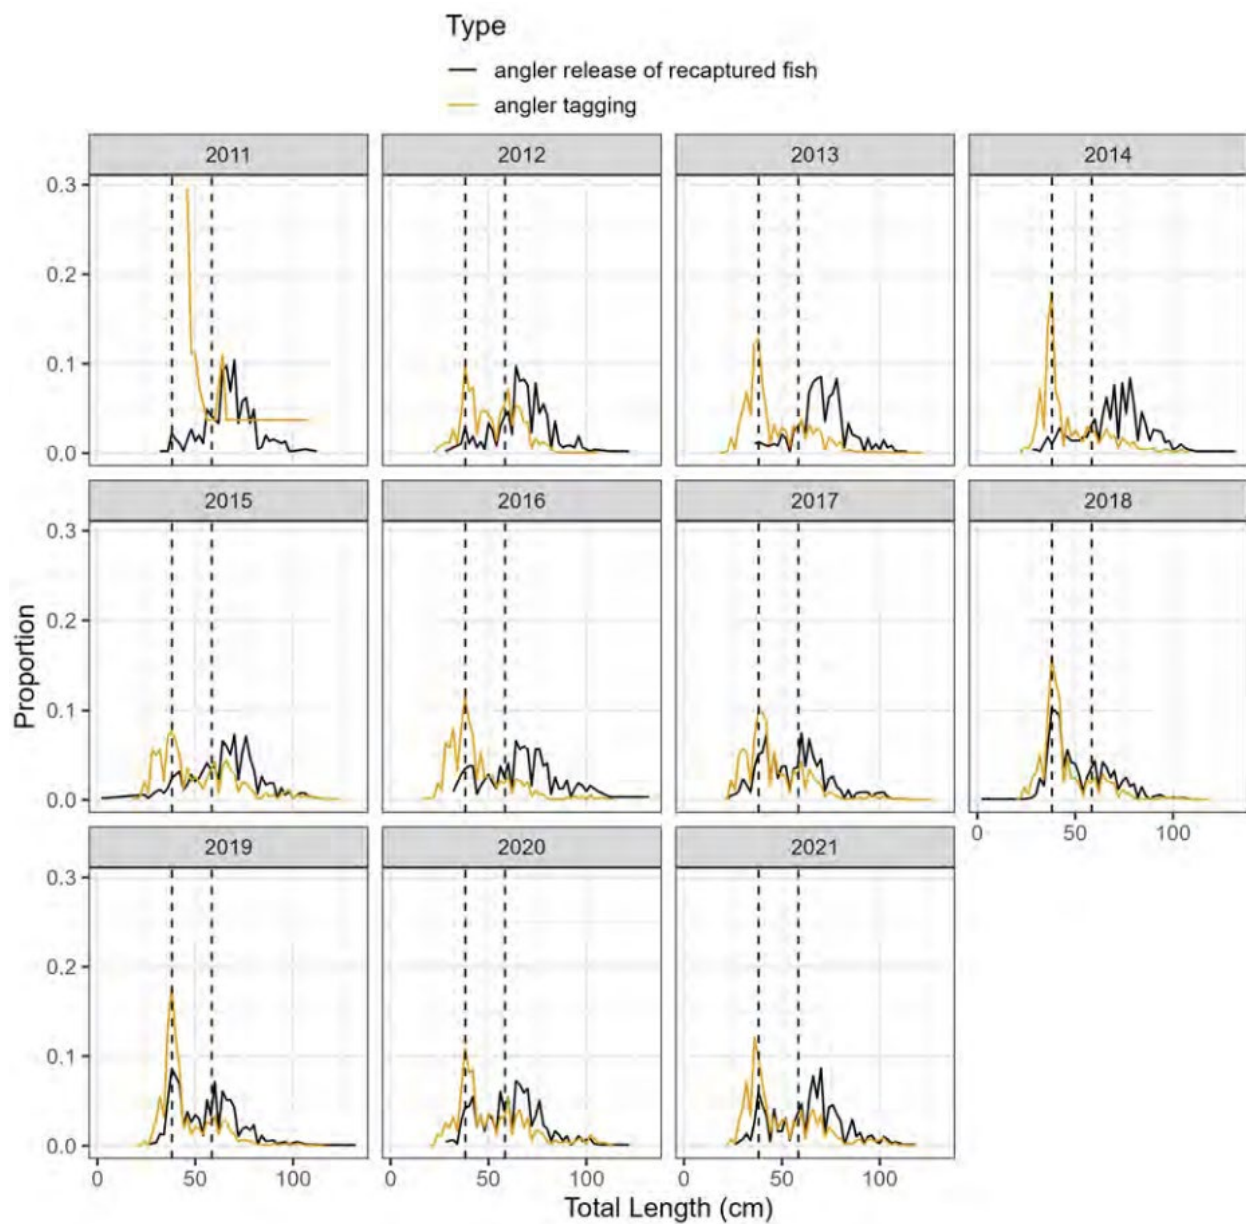 Type
angler release of recaptured fish
angler tagging
2011 2012 2013 2014
0.3
0.2
0.1
0.0
2015 2016 2017 2018
0.3
0.2
0.1
0.0
0 50 100
2019 2020 2021
0.3
0.2
0.1
0.0
0 50 100 0 50 100 0 50 100
Proportion
Total Length (cm)